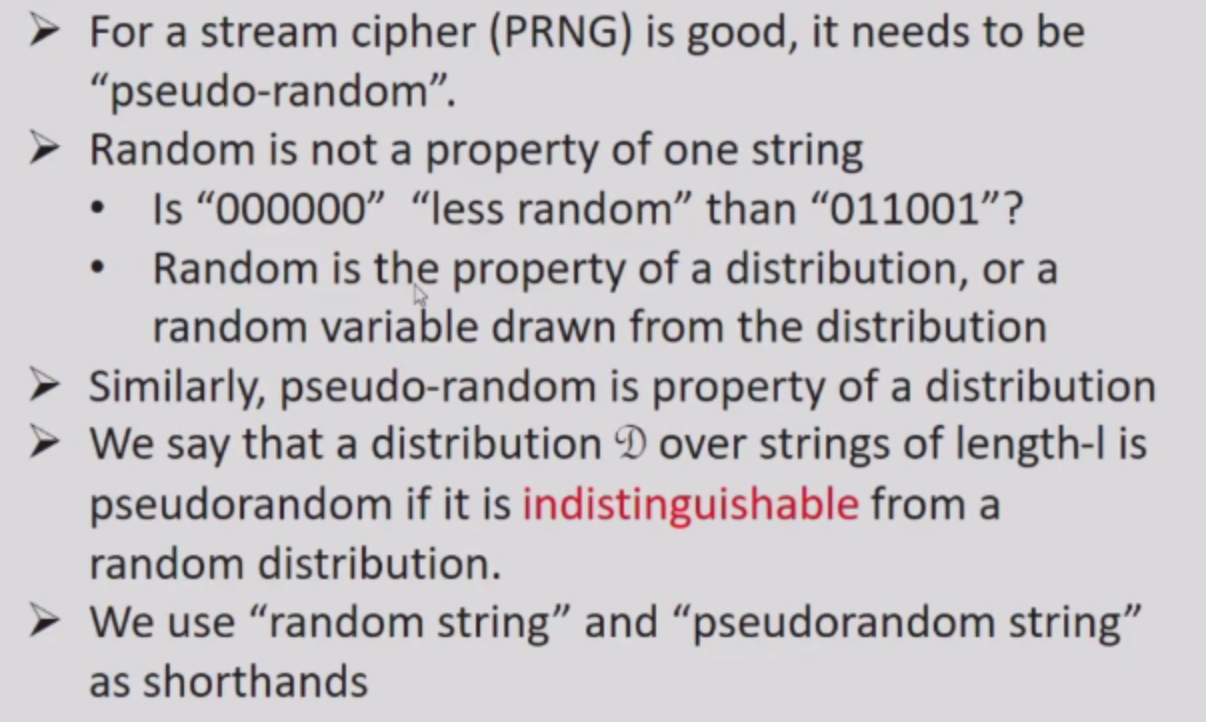 ➢ For a stream cipher (PRNG) is good, it needs to be
“pseudo-random”.
➢ Random is not a property of one string
• Is “000000” “less random” than “011001”?
• Random is the property of a distribution, or a
random variable drawn from the distribution
➢ Similarly, pseudo-random is property of a distribution
➢ We say that a distribution 𝔇 over strings of length-l is
pseudorandom if it is indistinguishable from a
random distribution.
➢ We use “random string” and “pseudorandom string”
as shorthands